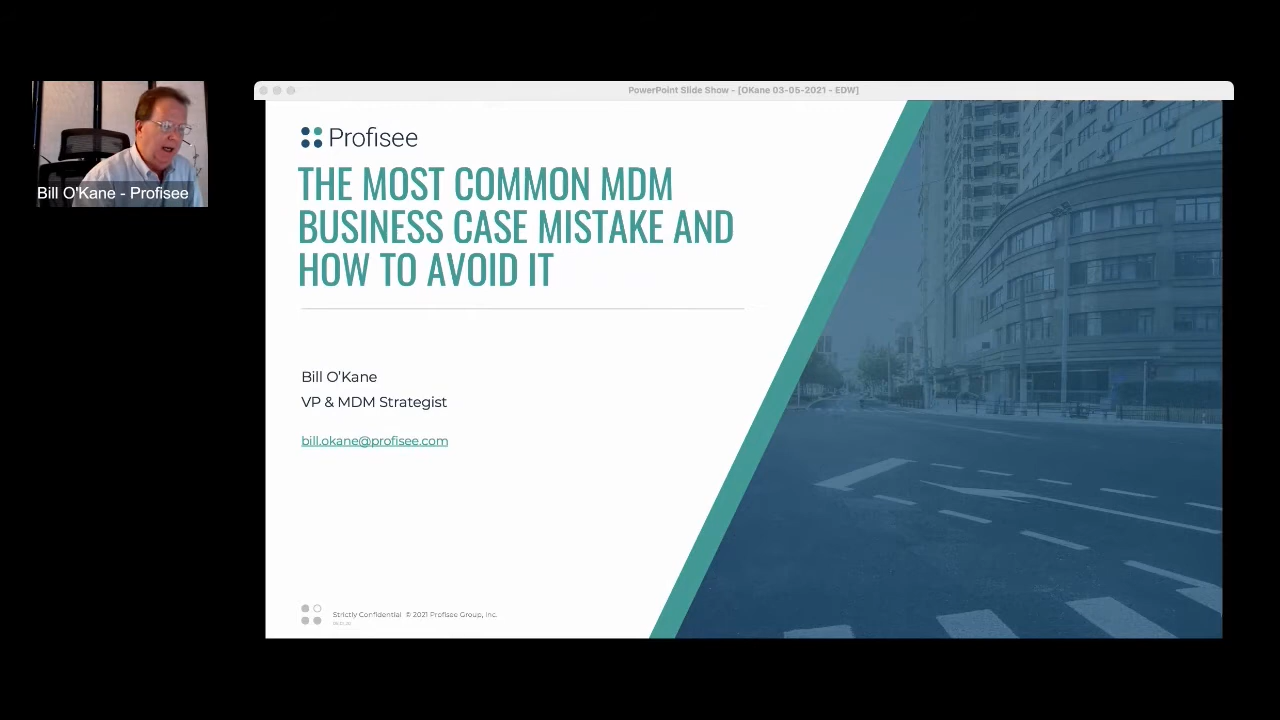 PowerPoint Slide Show - [OKane 03-05-2021 - EDW]
Bill O'Kane - Profisee
Profisee
THE MOST COMMON MDM
BUSINESS CASE MISTAKE AND
HOW TO AVOID IT
Bill O'Kane
VP & MDM Strategist
bill.okane@profisee.com
Strictly Confidential © 2021 Profisee Group, Inc.